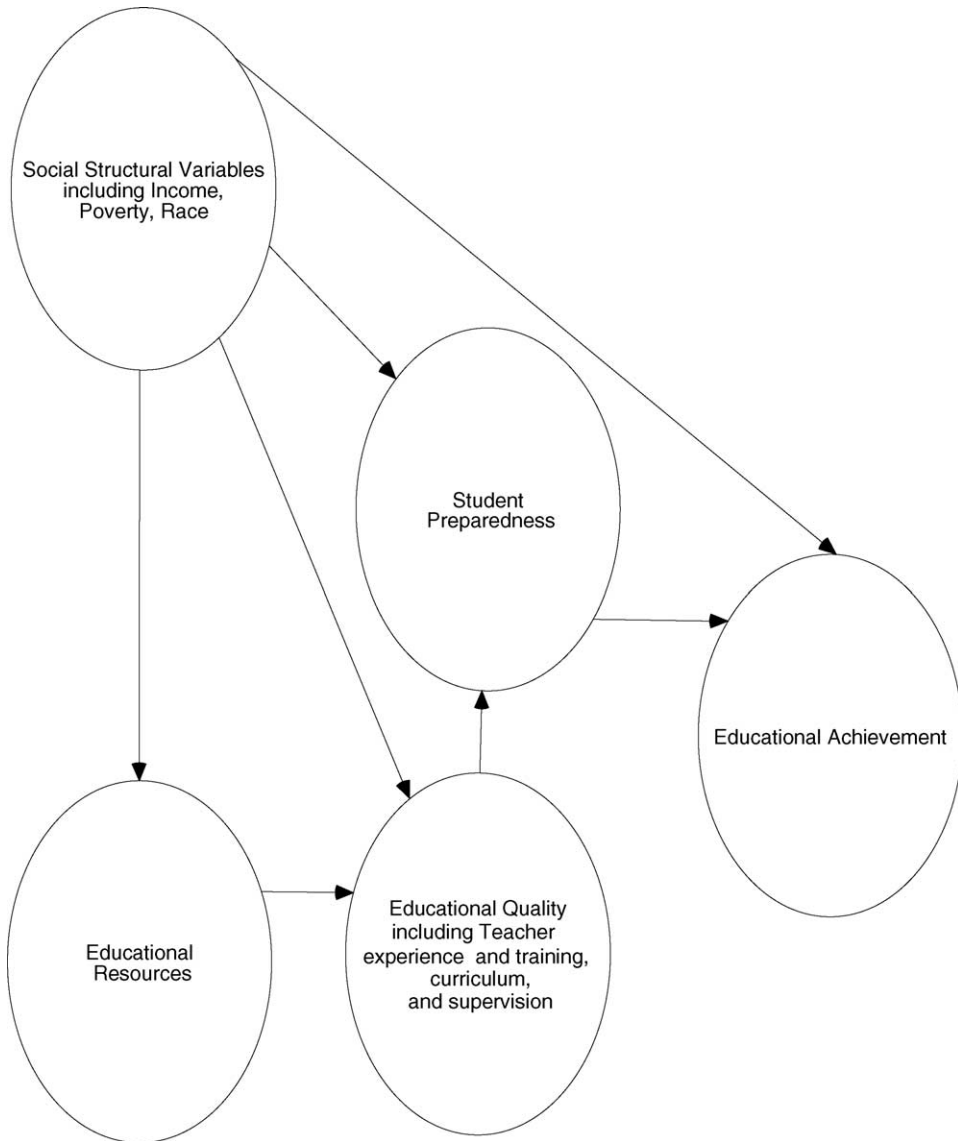 Social Structural Variables
including Income,
Poverty, Race
Student
Preparedness
Educational Achievement
Educational
Resources
Educational Quality
including Teacher
experience  and training,
curriculum,
and supervision